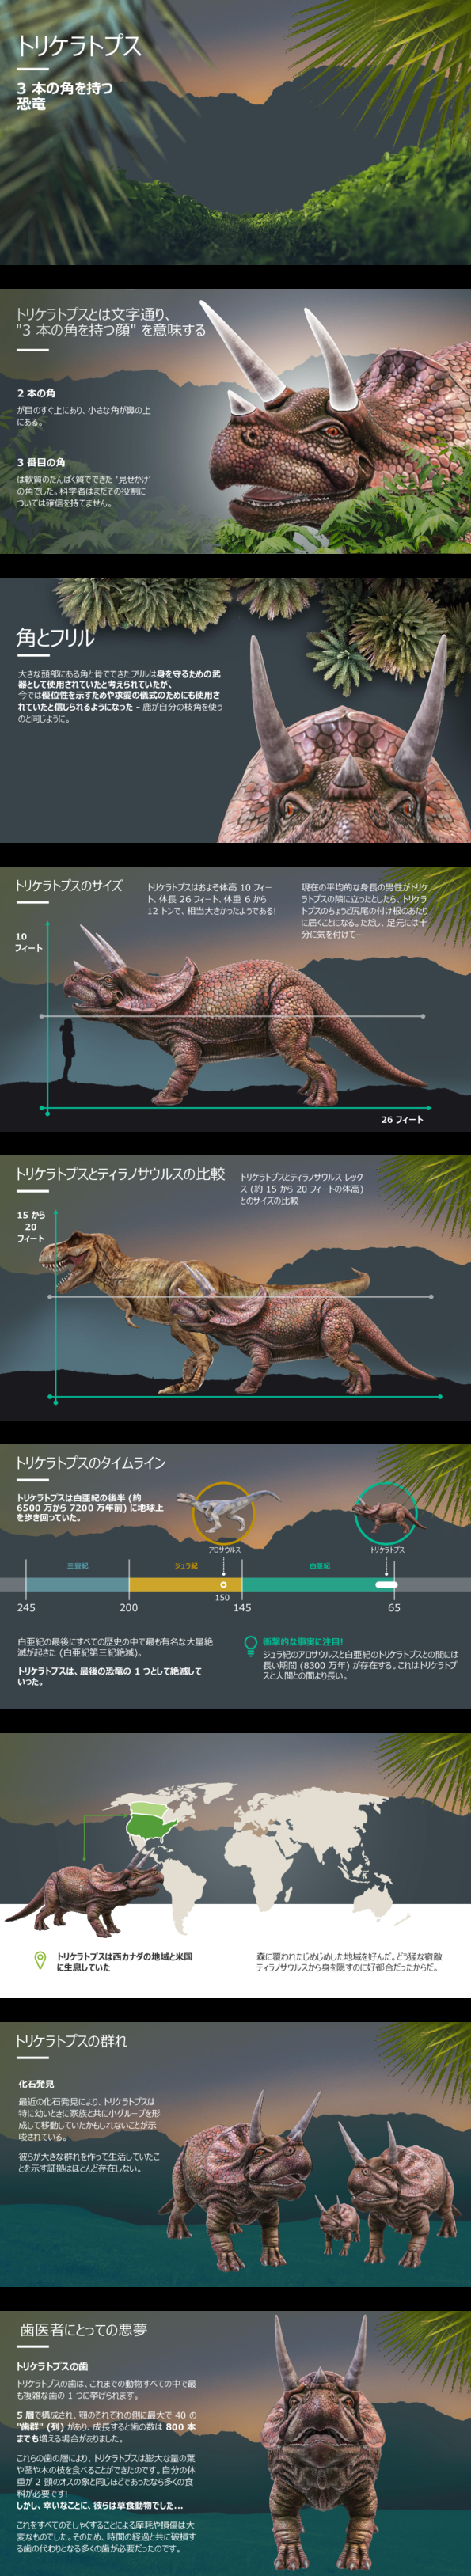 トリケラトプス
3 本の角を持つ
恐竜
トリケラトプスとは文字通り、
"3 本の角を持つ顔" を意味する
2 本の角
が目のすぐ上にあり、小さな角が鼻の上
にある。
3 番目の角
は軟質のたんぱく質でできた '見せかけ'
の角でした。科学者はまだその役割に
ついては確信を持てません。
角とフリル
大きな頭部にある角と骨でできたフリルは身を守るための武
器として使用されていたと考えられていたが、
今では優位性を示すためや求愛の儀式のためにも使用さ
れていたと信じられるようになった - 鹿が自分の枝角を使う
のと同じように。
トリケラトプスのサイズ
トリケラトプスはおよそ体高 10 フィー
ト、体長 26 フィート、体重 6 から
12 トンで、相当大きかったようである!
現在の平均的な身長の男性がトリケ
ラトプスの隣に立ったとしたら、トリケラ
トプスのちょうど尻尾の付け根のあたり
に届くことになる。ただし、足元には十
分に気を付けて…
10
フィート
26 フィート
トリケラトプスとティラノサウルスの比較
トリケラトプスとティラノサウルス レック
ス (約 15 から 20 フィートの体高)
とのサイズの比較
15 から
20
フィート
トリケラトプスのタイムライン
トリケラトプスは白亜紀の後半 (約
6500 万から 7200 万年前) に地球上
を歩き回っていた。
アロサウルス
トリケラトプス
三畳紀
ジュラ紀
白亜紀
150
245
200
145
65
白亜紀の最後にすべての歴史の中で最も有名な大量絶
滅が起きた (白亜紀第三紀絶滅)。
トリケラトプスは、最後の恐竜の 1 つとして絶滅して
いった。
衝撃的な事実に注目!
ジュラ紀のアロサウルスと白亜紀のトリケラトプスとの間には
長い期間 (8300 万年) が存在する。これはトリケラトプ
スと人間との間より長い。
トリケラトプスは西カナダの地域と米国
に生息していた
森に覆われたじめじめした地域を好んだ。どう猛な宿敵
ティラノサウルスから身を隠すのに好都合だったからだ。
トリケラトプスの群れ
化石発見
最近の化石発見により、トリケラトプスは
特に幼いときに家族と共に小グループを形
成して移動していたかもしれないことが示
唆されている。
彼らが大きな群れを作って生活していたこ
とを示す証拠はほとんど存在しない。
歯医者にとっての悪夢
トリケラトプスの歯
トリケラトプスの歯は、これまでの動物すべての中で最
も複雑な歯の 1 つに挙げられます。
5 層で構成され、顎のそれぞれの側に最大で 40 の
"歯群" (列) があり、成長すると歯の数は 800 本
までも増える場合がありました。
これらの歯の層により、トリケラトプスは膨大な量の葉
や茎や木の枝を食べることができたのです。自分の体
重が 2 頭のオスの象と同じほどであったなら多くの食
料が必要です!
しかし、幸いなことに、彼らは草食動物でした...
これをすべてのそしゃくすることによる摩耗や損傷は大
変なものでした。そのため、時間の経過と共に破損す
る歯の代わりとなる多くの歯が必要だったのです。